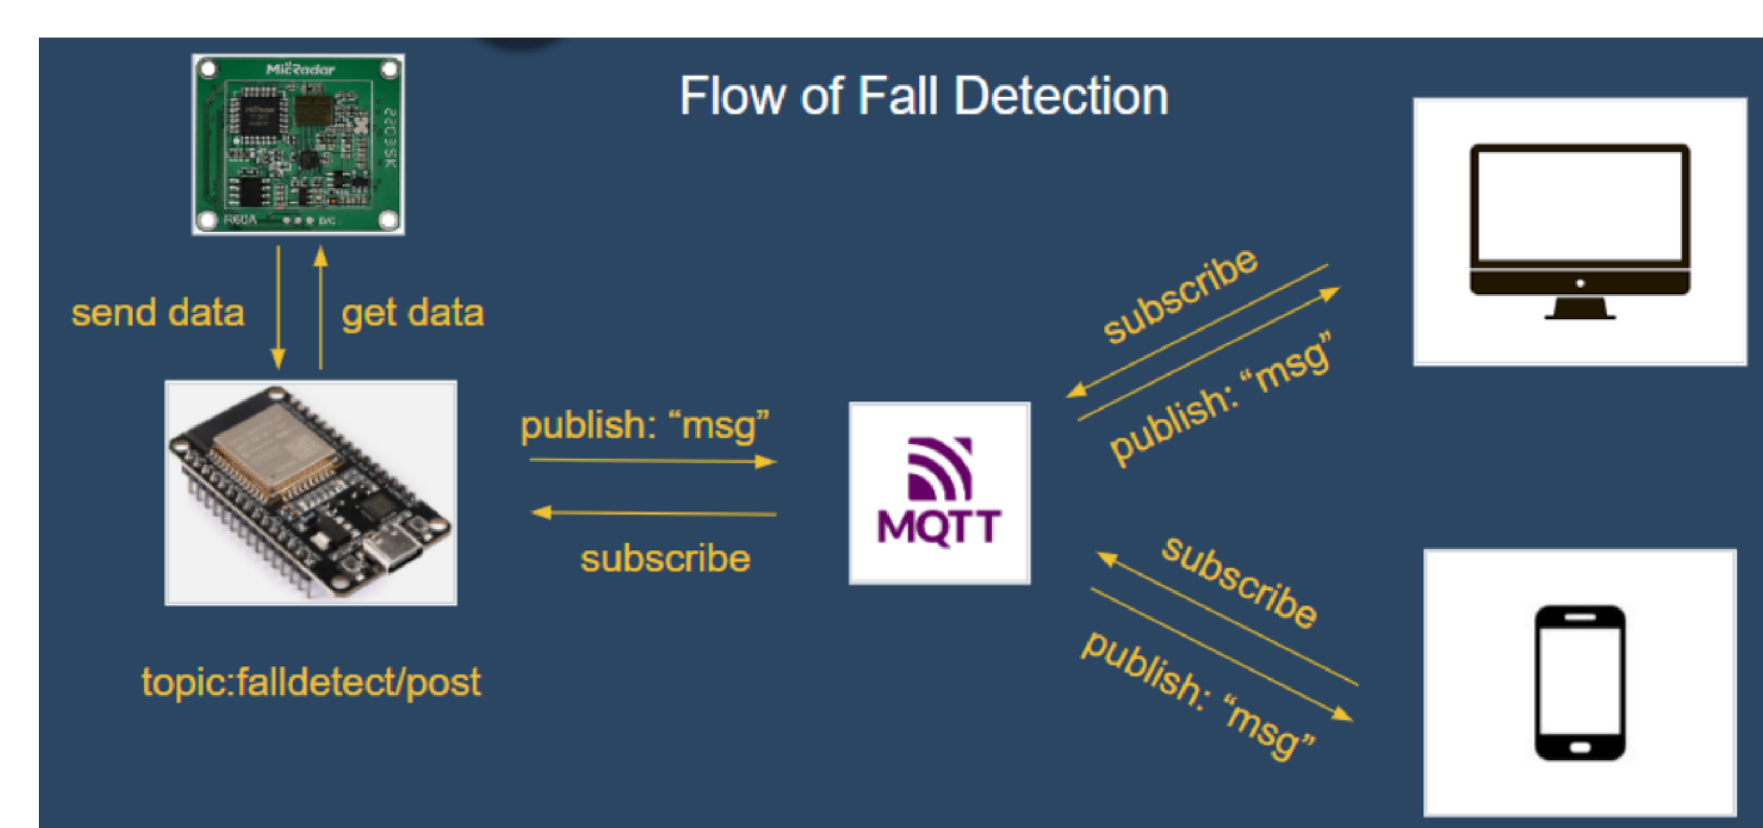 MicRadar
R60A
Flow of Fall Detection
send data
get data
publish: “msg”
subscribe
MQTT
subscribe
publish: “msg”
subscribe
publish: “msg”
topic:falldetect/post